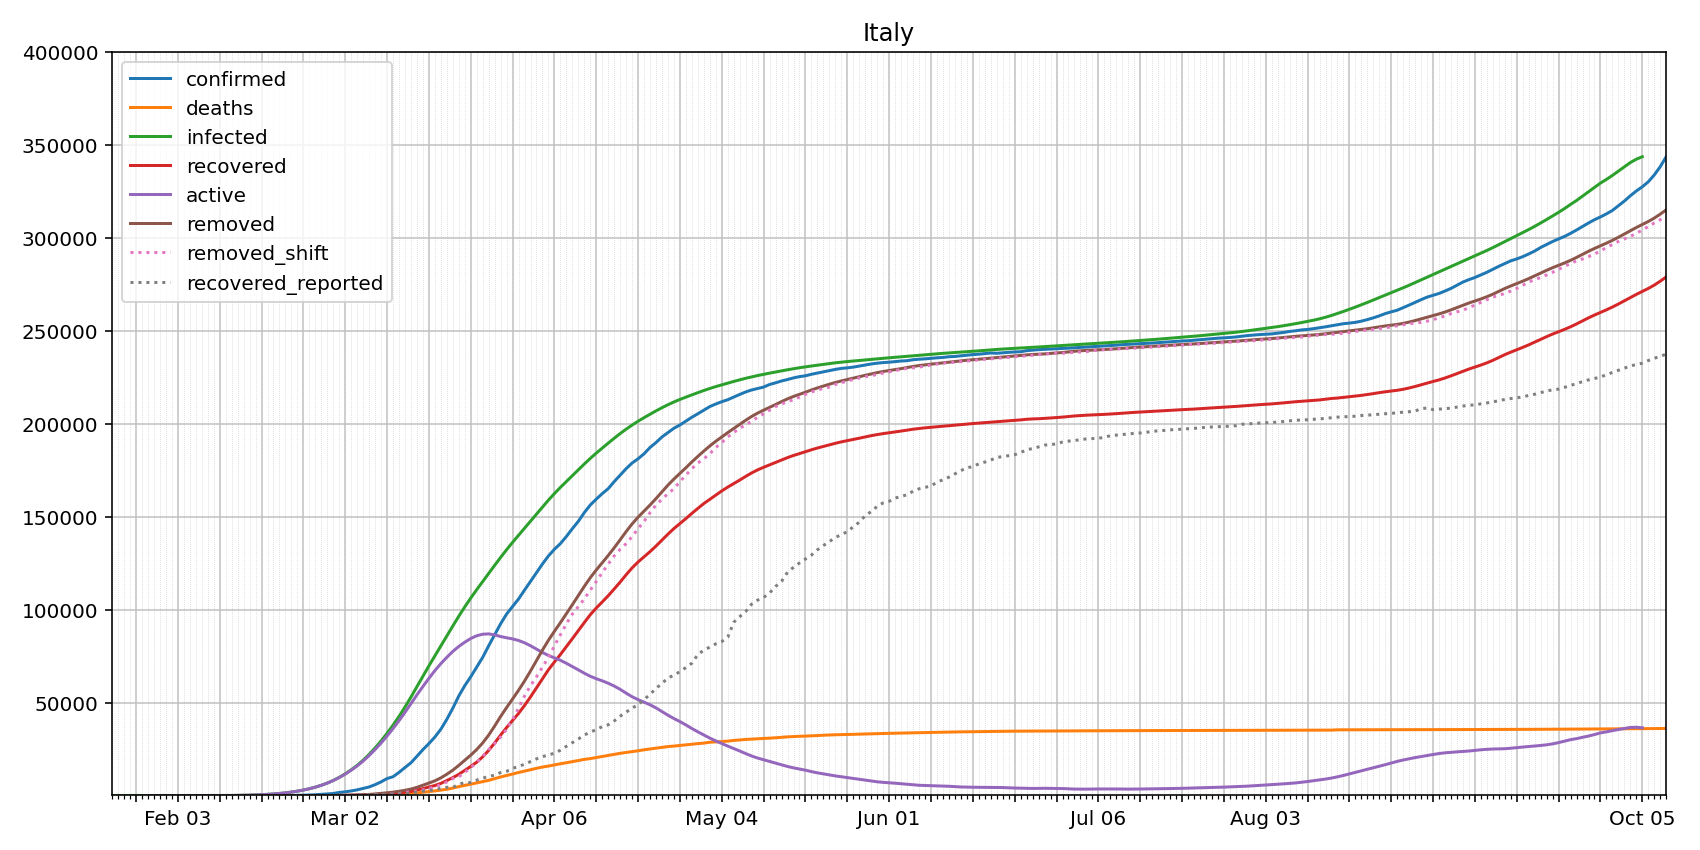 Italy
400000
350000
300000
250000
200000
150000
100000
50000
confirmed
deaths
infected
recovered
active
removed
removed_shift
recovered_reported
Feb 03 Mar 02 Apr 06 May 04 Jun 01 Jul 06 Aug 03 Oct 05